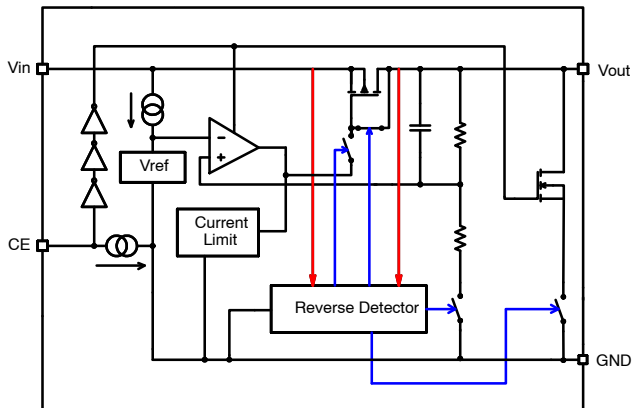 Vin
Vout
Vref
−
+
CE
Current
Limit
Reverse Detector
GND